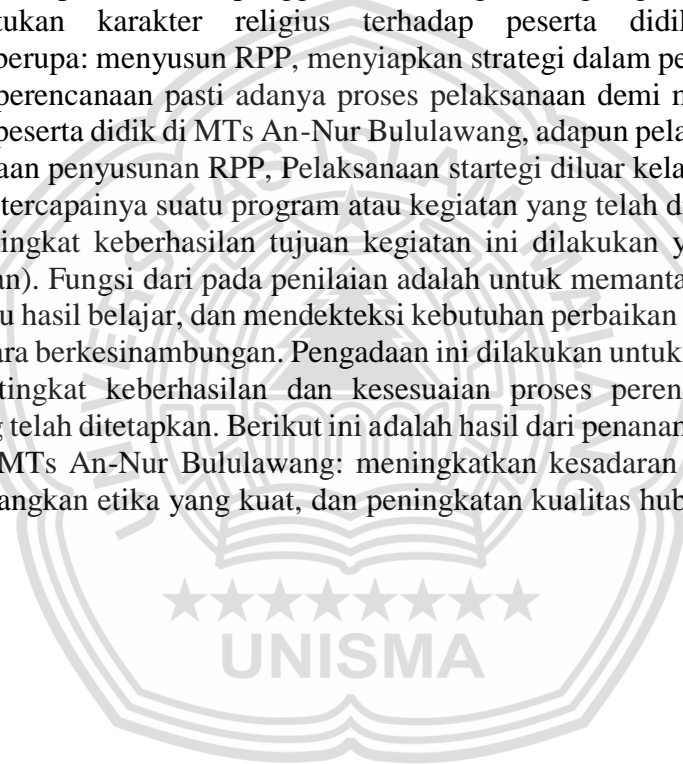 tukan karakter religius terhadap peserta didi
berupa: menyusun RPP, menyiapkan strategi dalam pe
perencanaan pasti adanya proses pelaksanaan demi
peserta didik di MTs An-Nur Bululawang, adapun pela
aan penyusunan RPP, Pelaksanaan startegi diluar kela
tercapainya suatu program atau kegiatan yang telah d
ingkat keberhasilan tujuan kegiatan ini dilakukan y
an). Fungsi dari pada penilaian adalah untuk memanta
u hasil belajar, dan mendekteksi kebutuhan perbaikan
ara berkesinambungan. Pengadaan ini dilakukan untuk
tingkat keberhasilan dan kesesuaian proses peren
g telah ditetapkan. Berikut ini adalah hasil dari penanan
MTs An-Nur Bululawang: meningkatkan kesadaran
angkan etika yang kuat, dan peningkatan kualitas hub
UNIVERSITAS ISLAM MALANG
UNISMA